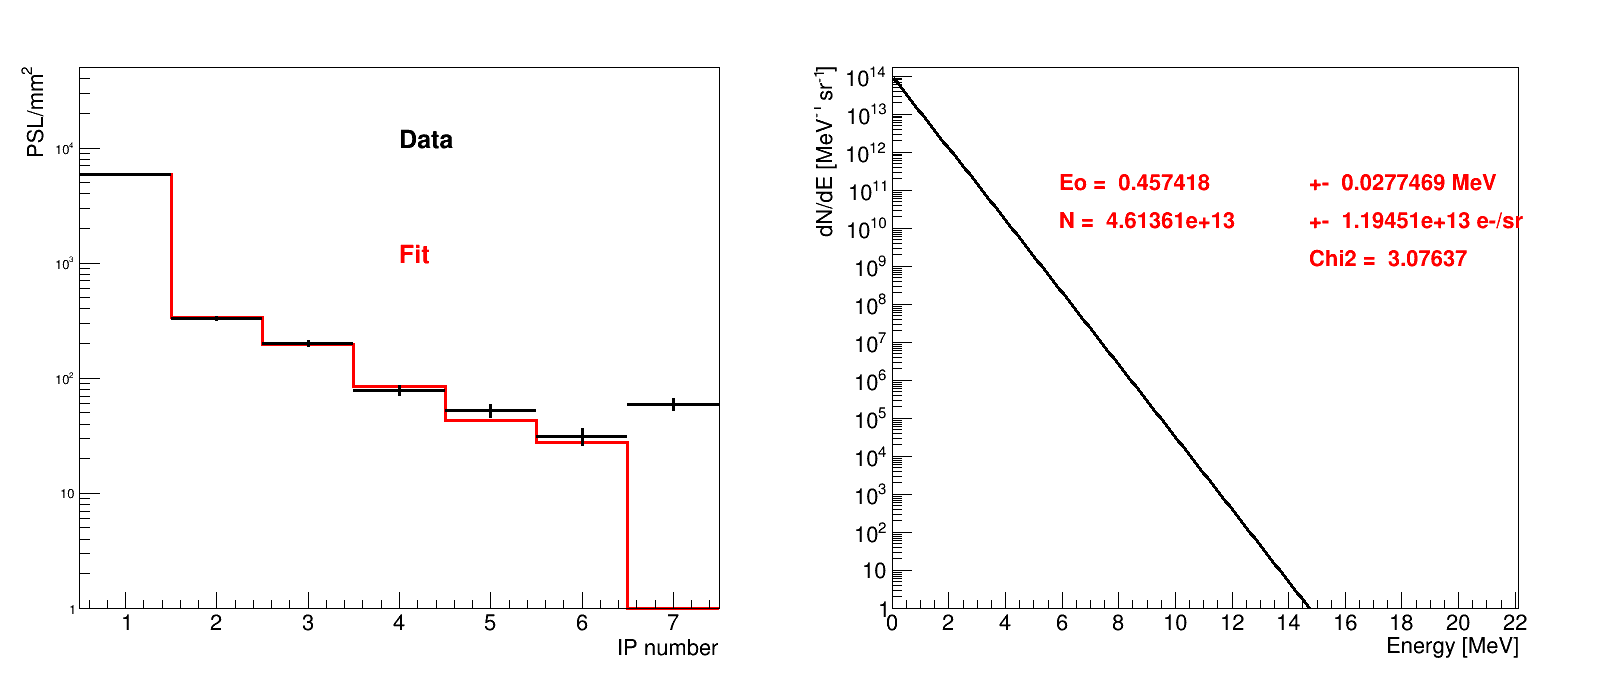 PSL/mm²
10⁴
10³
10²
10
1
Data
Fit
1 2 3 4 5 6 7
IP number
dN/dE [MeV⁻¹ sr⁻¹]
10¹⁴
10¹³
10¹²
10¹¹
10¹⁰
10⁹
10⁸
10⁷
10⁶
10⁵
10⁴
10³
10²
10
1
Eo = 0.457418 +- 0.0277469 MeV
N = 4.61361e+13 +- 1.19451e+13 e-/sr
Chi2 = 3.07637
0 2 4 6 8 10 12 14 16 18 20 22
Energy [MeV]